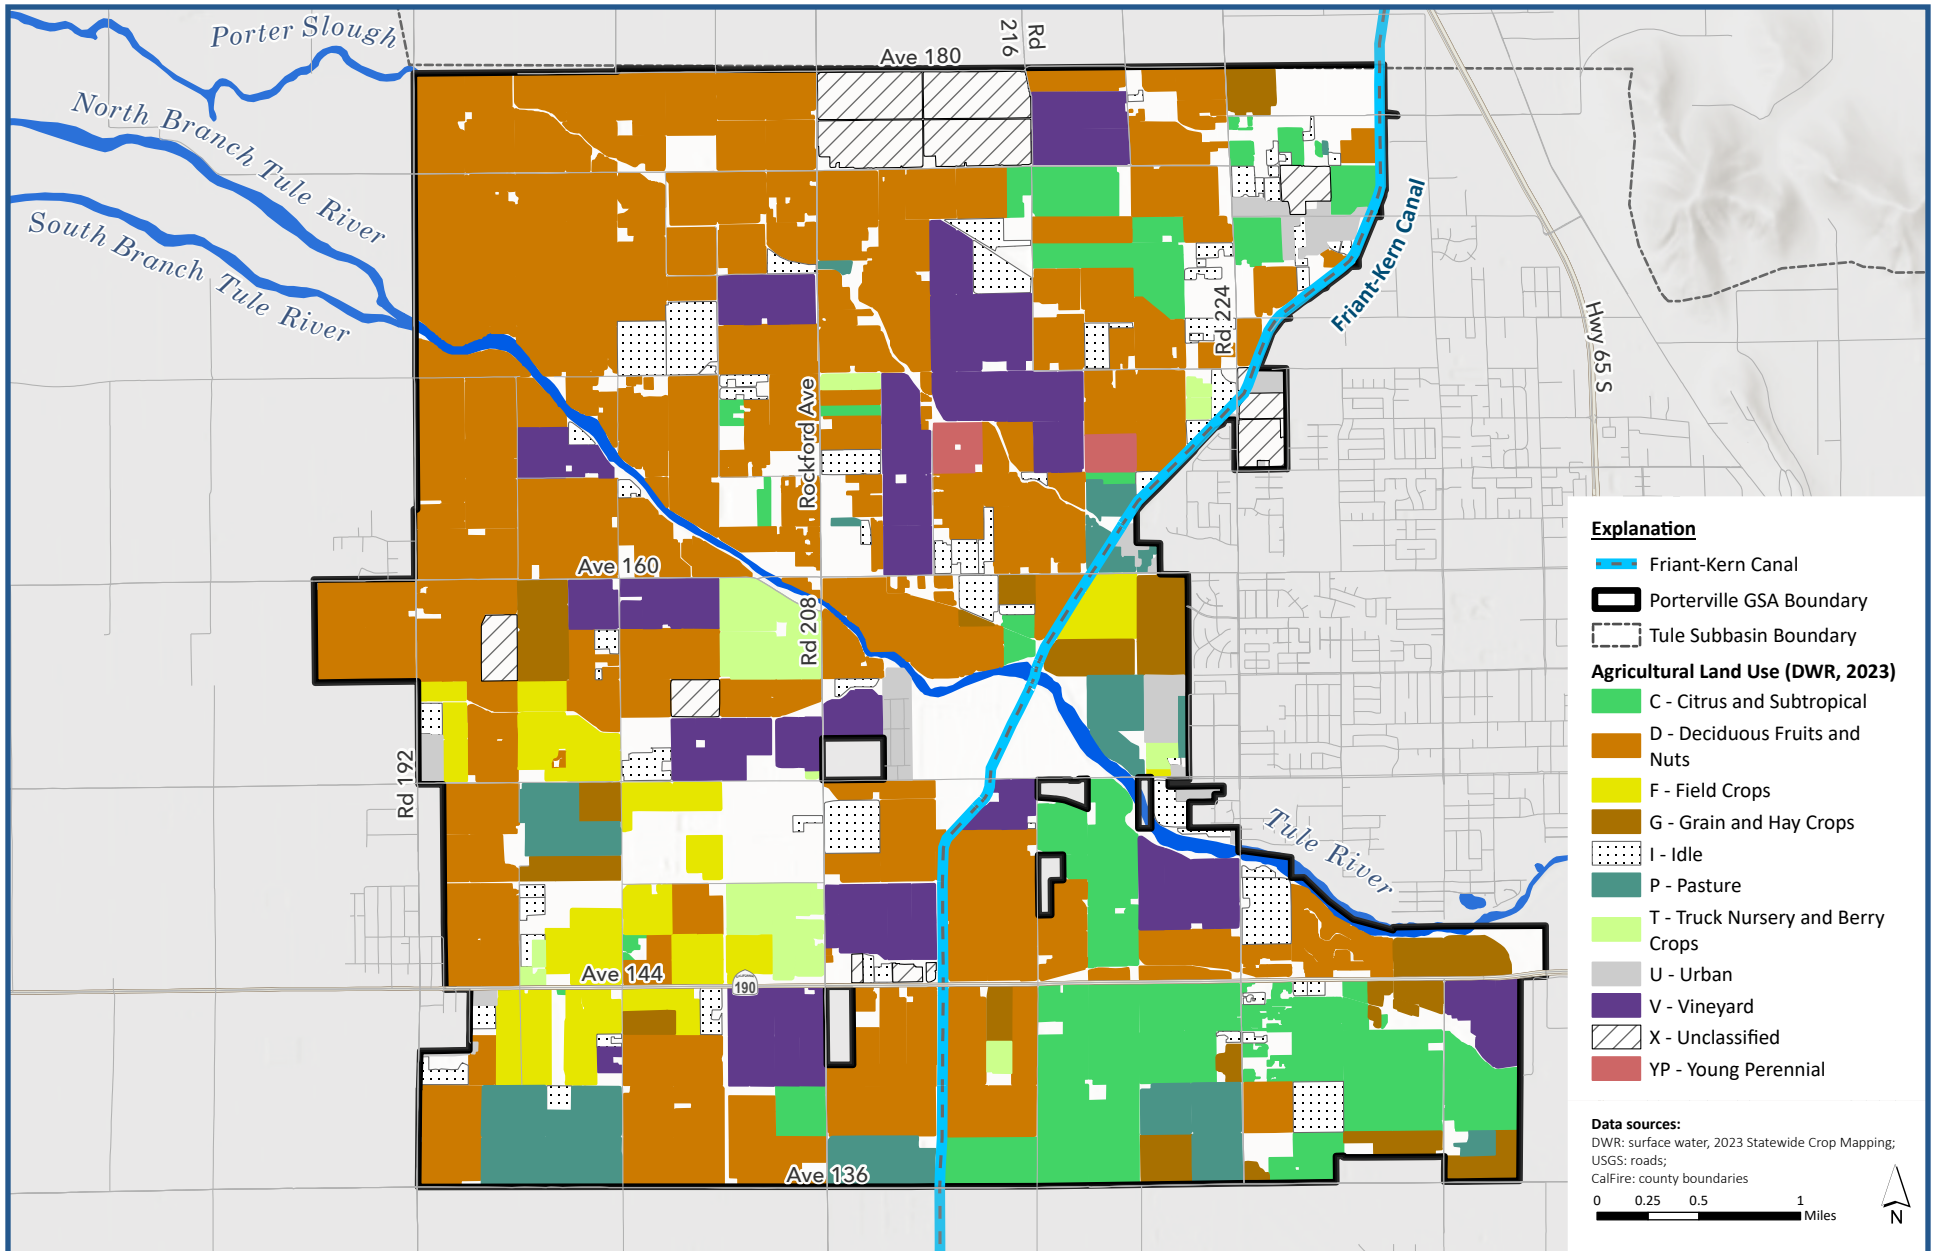 Porter Slough
Ave 180
Rd
216
North Branch Tule River
South Branch Tule River
Friant-Kern Canal
Rd 224
Hwy 65 S
Rockford Ave
Ave 160
Rd 208
Rd 192
Tule River
Ave 144
190
Ave 136
Explanation
Friant-Kern Canal
Porterville GSA Boundary
Tule Subbasin Boundary
Agricultural Land Use (DWR, 2023)
C - Citrus and Subtropical
D - Deciduous Fruits and
Nuts
F - Field Crops
G - Grain and Hay Crops
I - Idle
P - Pasture
T - Truck Nursery and Berry
Crops
U - Urban
V - Vineyard
X - Unclassified
YP - Young Perennial
Data sources:
DWR: surface water, 2023 Statewide Crop Mapping;
USGS: roads;
CalFire: county boundaries
0 0.25 0.5 1
Miles
N